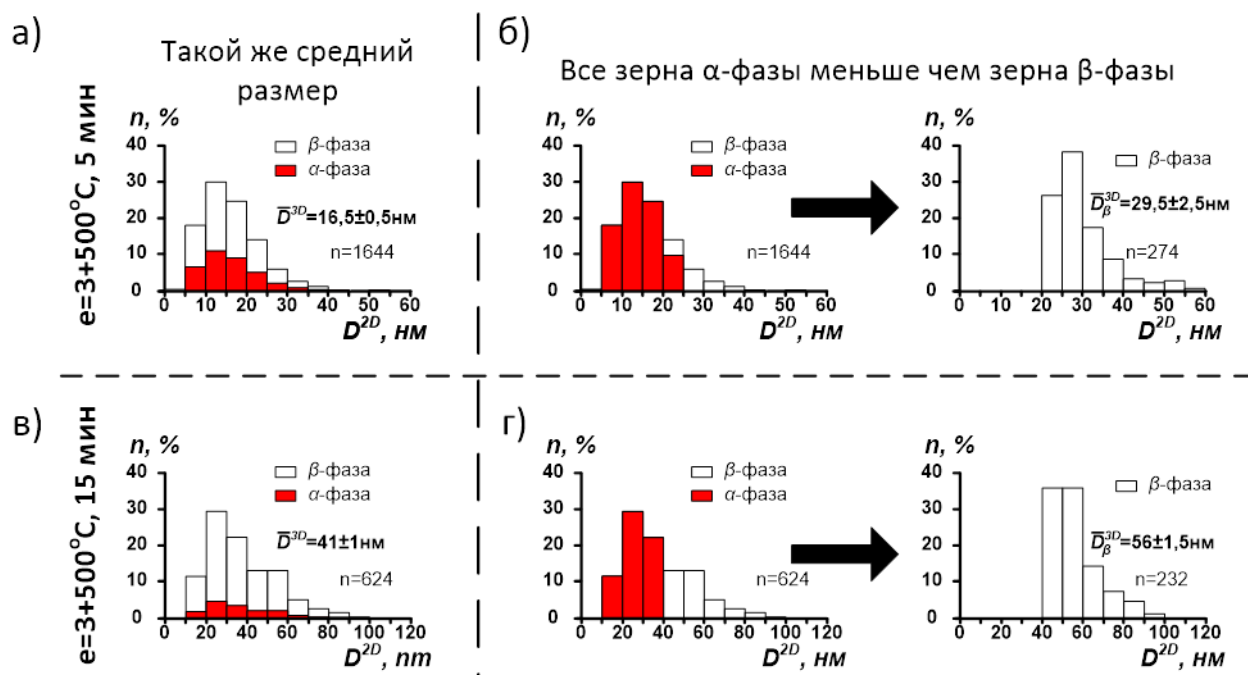 а)
Такой же средний
размер
б)
Все зерна α-фазы меньше чем зерна β-фазы
e=3+500°C, 5 мин
n, %
40
30
20
10
0
β-фаза
α-фаза
D̅³ᴰ=16,5±0,5нм
n=1644
0 10 20 30 40 50 60
D²ᴰ, нм
n, %
40
30
20
10
0
β-фаза
α-фаза
n=1644
0 10 20 30 40 50 60
D²ᴰ, нм
n, %
40
30
20
10
0
β-фаза
D̅β³ᴰ=29,5±2,5нм
n=274
0 10 20 30 40 50 60
D²ᴰ, нм
в)
e=3+500°C, 15 мин
n, %
40
30
20
10
0
β-фаза
α-фаза
D̅³ᴰ=41±1нм
n=624
0 20 40 60 80 100 120
D²ᴰ, nm
г)
n, %
40
30
20
10
0
β-фаза
α-фаза
n=624
0 20 40 60 80 100 120
D²ᴰ, нм
n, %
40
30
20
10
0
β-фаза
D̅β³ᴰ=56±1,5нм
n=232
0 20 40 60 80 100 120
D²ᴰ, нм